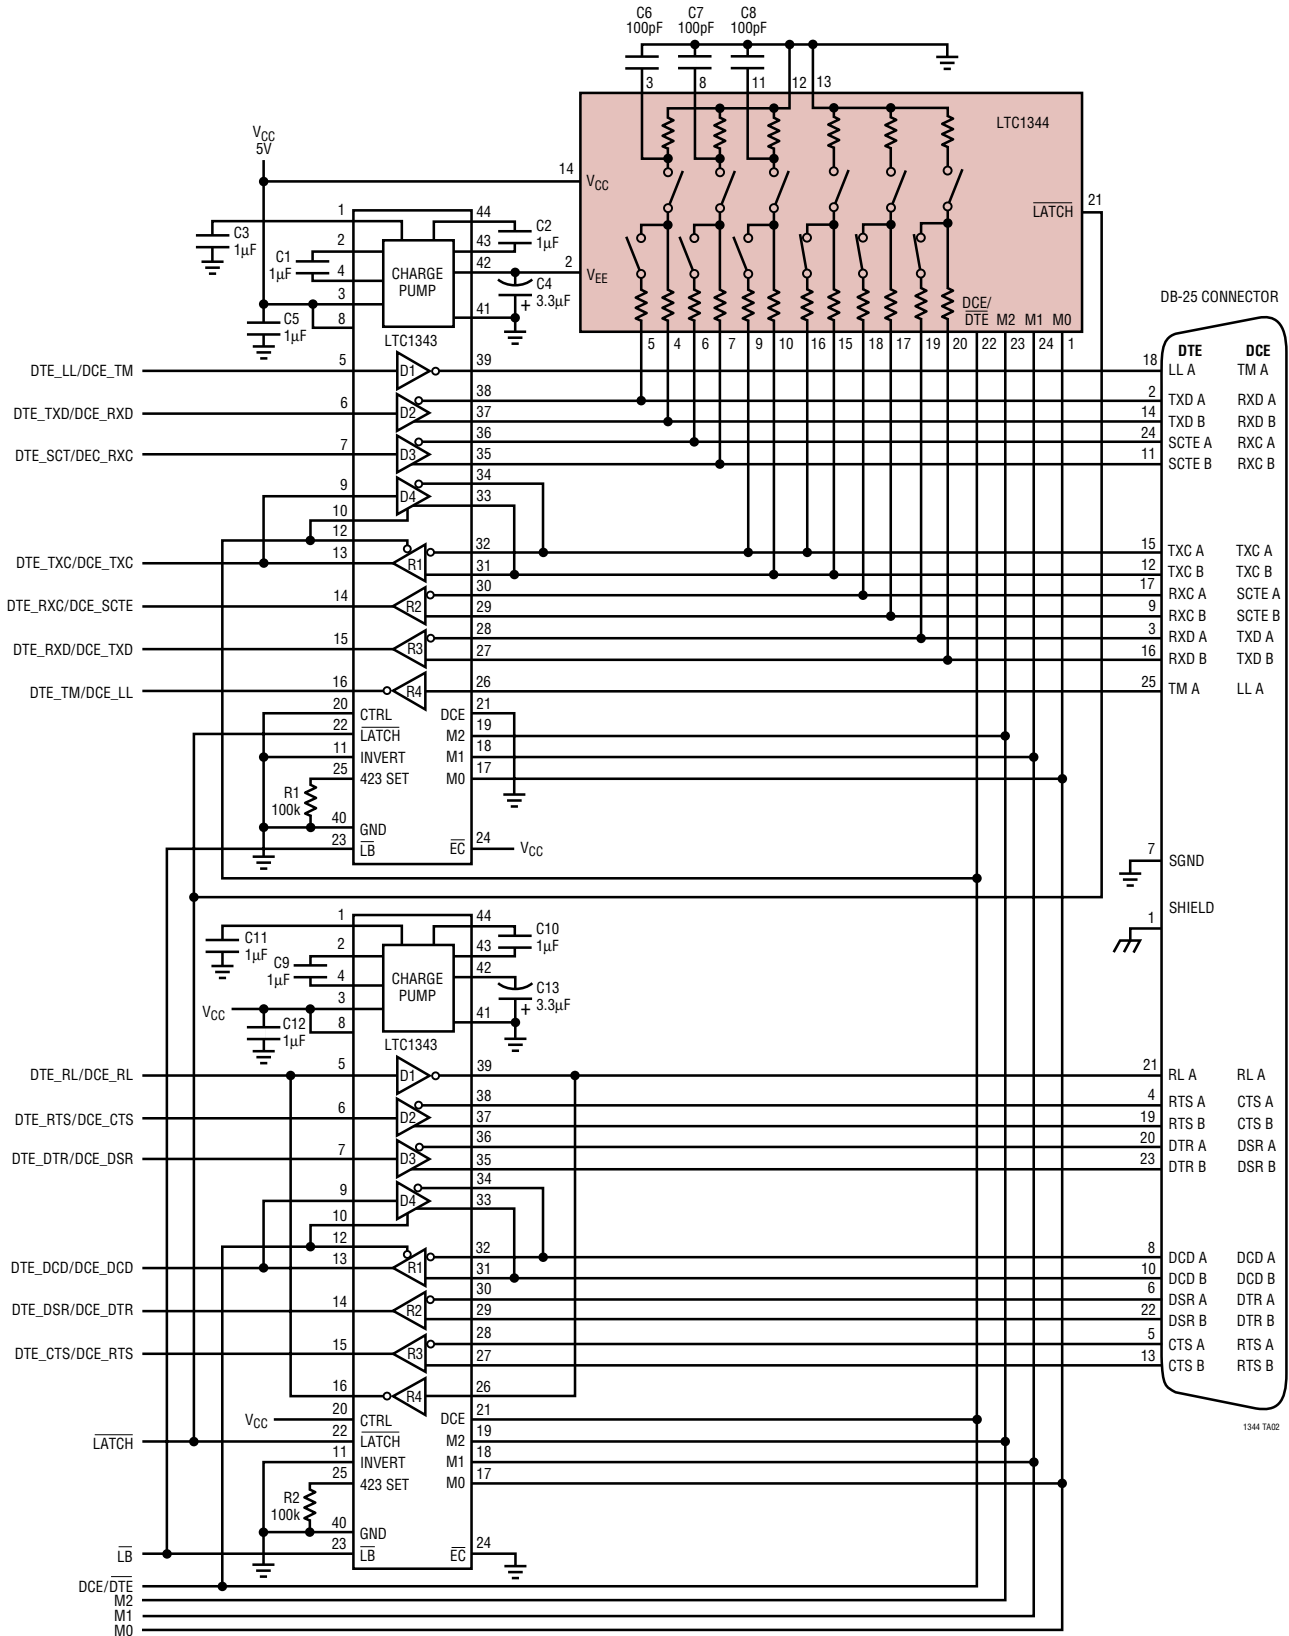 C6 C7 C8
100pF 100pF 100pF
3 8 11 12 13
LTC1344
VCC
5V
14 VCC
21
LATCH
1 44
C3
1µF
C2
1µF
2 43
C1
1µF
4 42
CHARGE
PUMP
2 VEE
C4
3.3µF
+
3 41
8
C5
1µF
LTC1343
DCE/
DTE M2 M1 M0
5 4 6 7 9 10 16 15 18 17 19 20 22 23 24 1
DB-25 CONNECTOR
DTE DCE
DTE_LL/DCE_TM 5 D1 39 18 LL A TM A
38 2 TXD A RXD A
DTE_TXD/DCE_RXD 6 D2 37 14 TXD B RXD B
36 24 SCTE A RXC A
DTE_SCT/DEC_RXC 7 D3 35 11 SCTE B RXC B
34
9 D4 33
10
12
32 15 TXC A TXC A
DTE_TXC/DCE_TXC 13 R1 31 12 TXC B TXC B
30 17 RXC A SCTE A
DTE_RXC/DCE_SCTE 14 R2 29 9 RXC B SCTE B
28 3 RXD A TXD A
DTE_RXD/DCE_TXD 15 R3 27 16 RXD B TXD B
DTE_TM/DCE_LL 16 R4 26 25 TM A LL A
20 CTRL DCE 21
22 LATCH M2 19
11 INVERT M1 18
25 423 SET M0 17
R1
100k
40 GND
23 LB EC 24 VCC
7 SGND
1 SHIELD
1 44
C11
1µF
C10
1µF
2 43
C9
1µF
4 42
CHARGE
PUMP
C13
3.3µF
+
VCC 3 41
8
C12
1µF
LTC1343
DTE_RL/DCE_RL 5 D1 39 21 RL A RL A
38 4 RTS A CTS A
DTE_RTS/DCE_CTS 6 D2 37 19 RTS B CTS B
36 20 DTR A DSR A
DTE_DTR/DCE_DSR 7 D3 35 23 DTR B DSR B
34
9 D4 33
10
12
32 8 DCD A DCD A
DTE_DCD/DCE_DCD 13 R1 31 10 DCD B DCD B
30 6 DSR A DTR A
DTE_DSR/DCE_DTR 14 R2 29 22 DSR B DTR B
28 5 CTS A RTS A
DTE_CTS/DCE_RTS 15 R3 27 13 CTS B RTS B
16 R4 26
VCC 20 CTRL DCE 21
LATCH 22 LATCH M2 19
11 INVERT M1 18
25 423 SET M0 17
R2
100k
40 GND
LB 23 LB EC 24
DCE/DTE
M2
M1
M0
1344 TA02